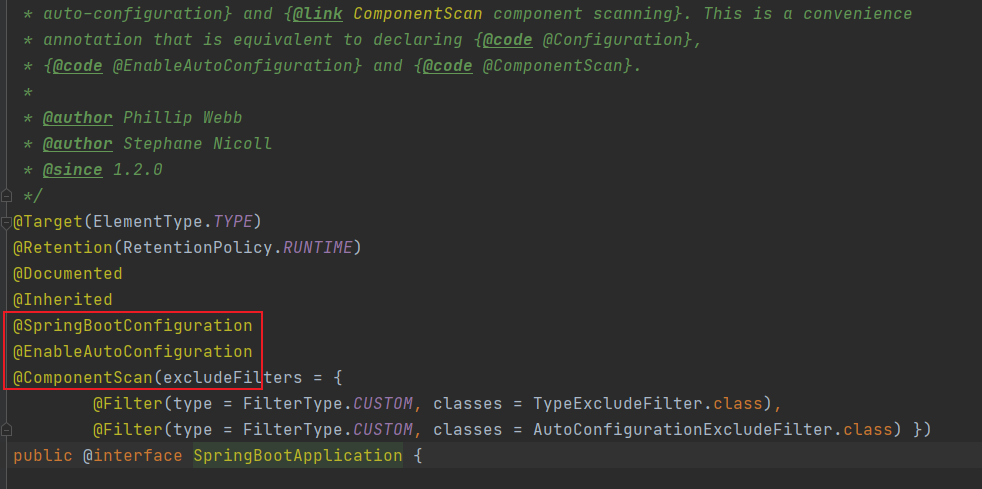 * auto-configuration} and {@link ComponentScan component scanning}. This is a convenience
* annotation that is equivalent to declaring {@code @Configuration},
* {@code @EnableAutoConfiguration} and {@code @ComponentScan}.
*
* @author Phillip Webb
* @author Stephane Nicoll
* @since 1.2.0
*/
@Target(ElementType.TYPE)
@Retention(RetentionPolicy.RUNTIME)
@Documented
@Inherited
@SpringBootConfiguration
@EnableAutoConfiguration
@ComponentScan(excludeFilters = {
        @Filter(type = FilterType.CUSTOM, classes = TypeExcludeFilter.class),
        @Filter(type = FilterType.CUSTOM, classes = AutoConfigurationExcludeFilter.class) })
public @interface SpringBootApplication {